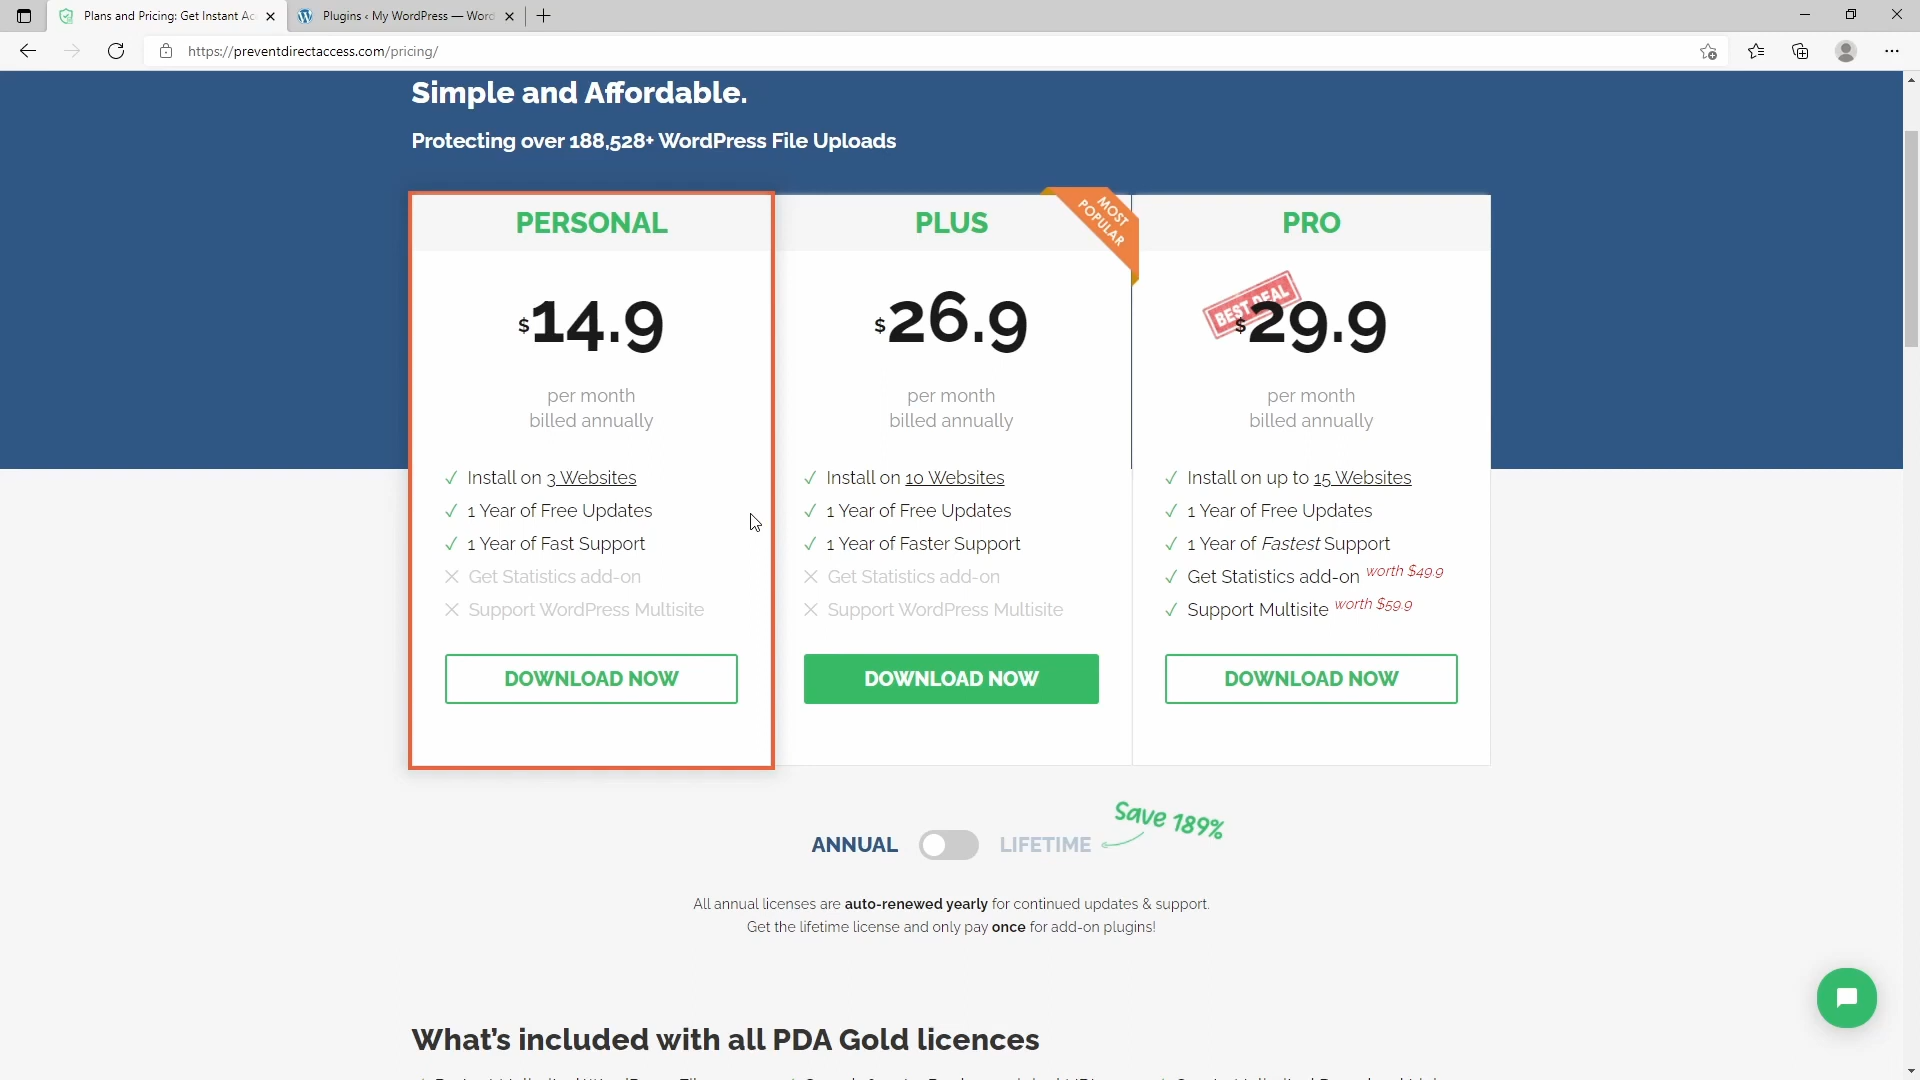 Plans and Pricing: Get Instant Ac
Plugins ‹ My WordPress — Word
https://preventdirectaccess.com/pricing/
Simple and Affordable.
Protecting over 188,528+ WordPress File Uploads
PERSONAL
$14.9
per month
billed annually
✓ Install on 3 Websites
✓ 1 Year of Free Updates
✓ 1 Year of Fast Support
✕ Get Statistics add-on
✕ Support WordPress Multisite
DOWNLOAD NOW
MOST
POPULAR
PLUS
$26.9
per month
billed annually
✓ Install on 10 Websites
✓ 1 Year of Free Updates
✓ 1 Year of Faster Support
✕ Get Statistics add-on
✕ Support WordPress Multisite
DOWNLOAD NOW
PRO
BEST DEAL
$29.9
per month
billed annually
✓ Install on up to 15 Websites
✓ 1 Year of Free Updates
✓ 1 Year of Fastest Support
✓ Get Statistics add-on worth $49.9
✓ Support Multisite worth $59.9
DOWNLOAD NOW
ANNUAL LIFETIME Save 189%
All annual licenses are auto-renewed yearly for continued updates & support.
Get the lifetime license and only pay once for add-on plugins!
What's included with all PDA Gold licences